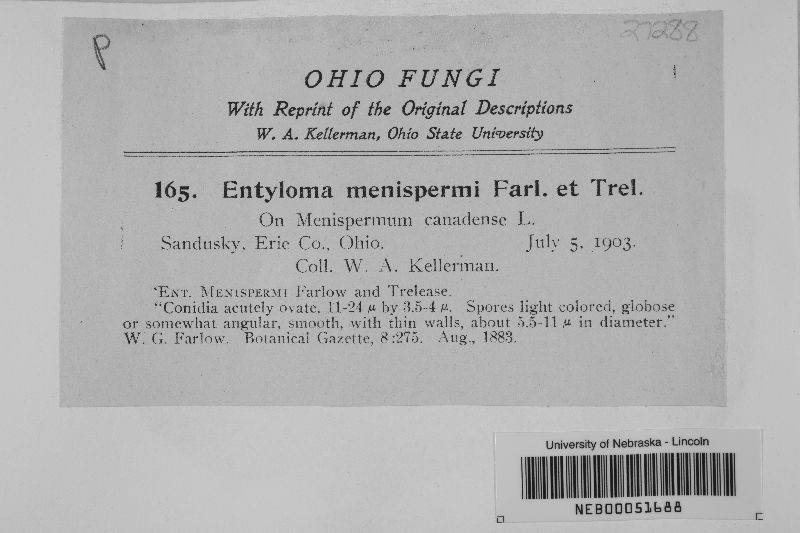 P
27288
OHIO FUNGI
With Reprint of the Original Descriptions
W. A. Kellerman, Ohio State University
165. Entyloma menispermi Farl. et Trel.
On Menispermum canadense L.
Sandusky, Erie Co., Ohio. July 5, 1903.
Coll. W. A. Kellerman.
"ENT. MENISPERMI Farlow and Trelease.
"Conidia acutely ovate, 11-24 µ by 3.5-4 µ. Spores light colored, globose
or somewhat angular, smooth, with thin walls, about 5.5-11 µ in diameter."
W. G. Farlow. Botanical Gazette, 8:275. Aug., 1883.
University of Nebraska - Lincoln
NEB00051688